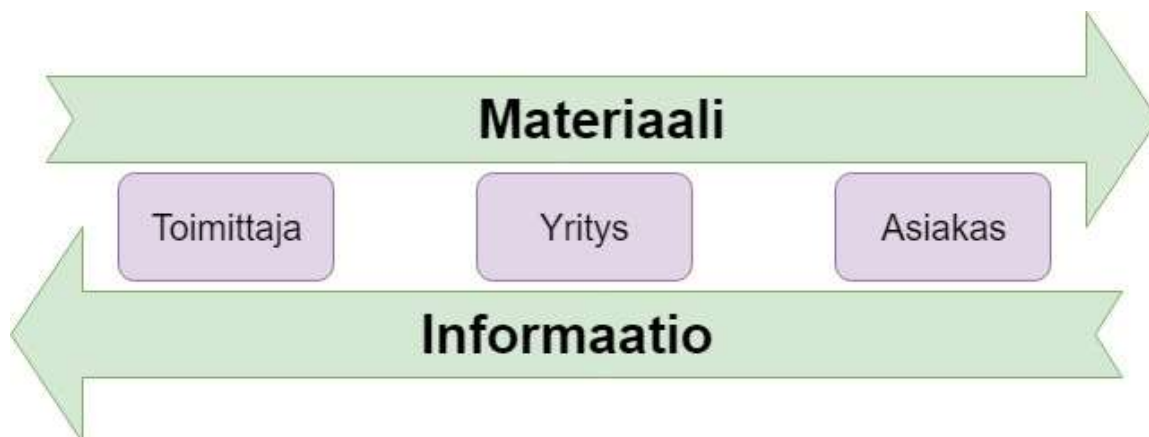 Materiaali
Toimittaja
Yritys
Asiakas
Informaatio